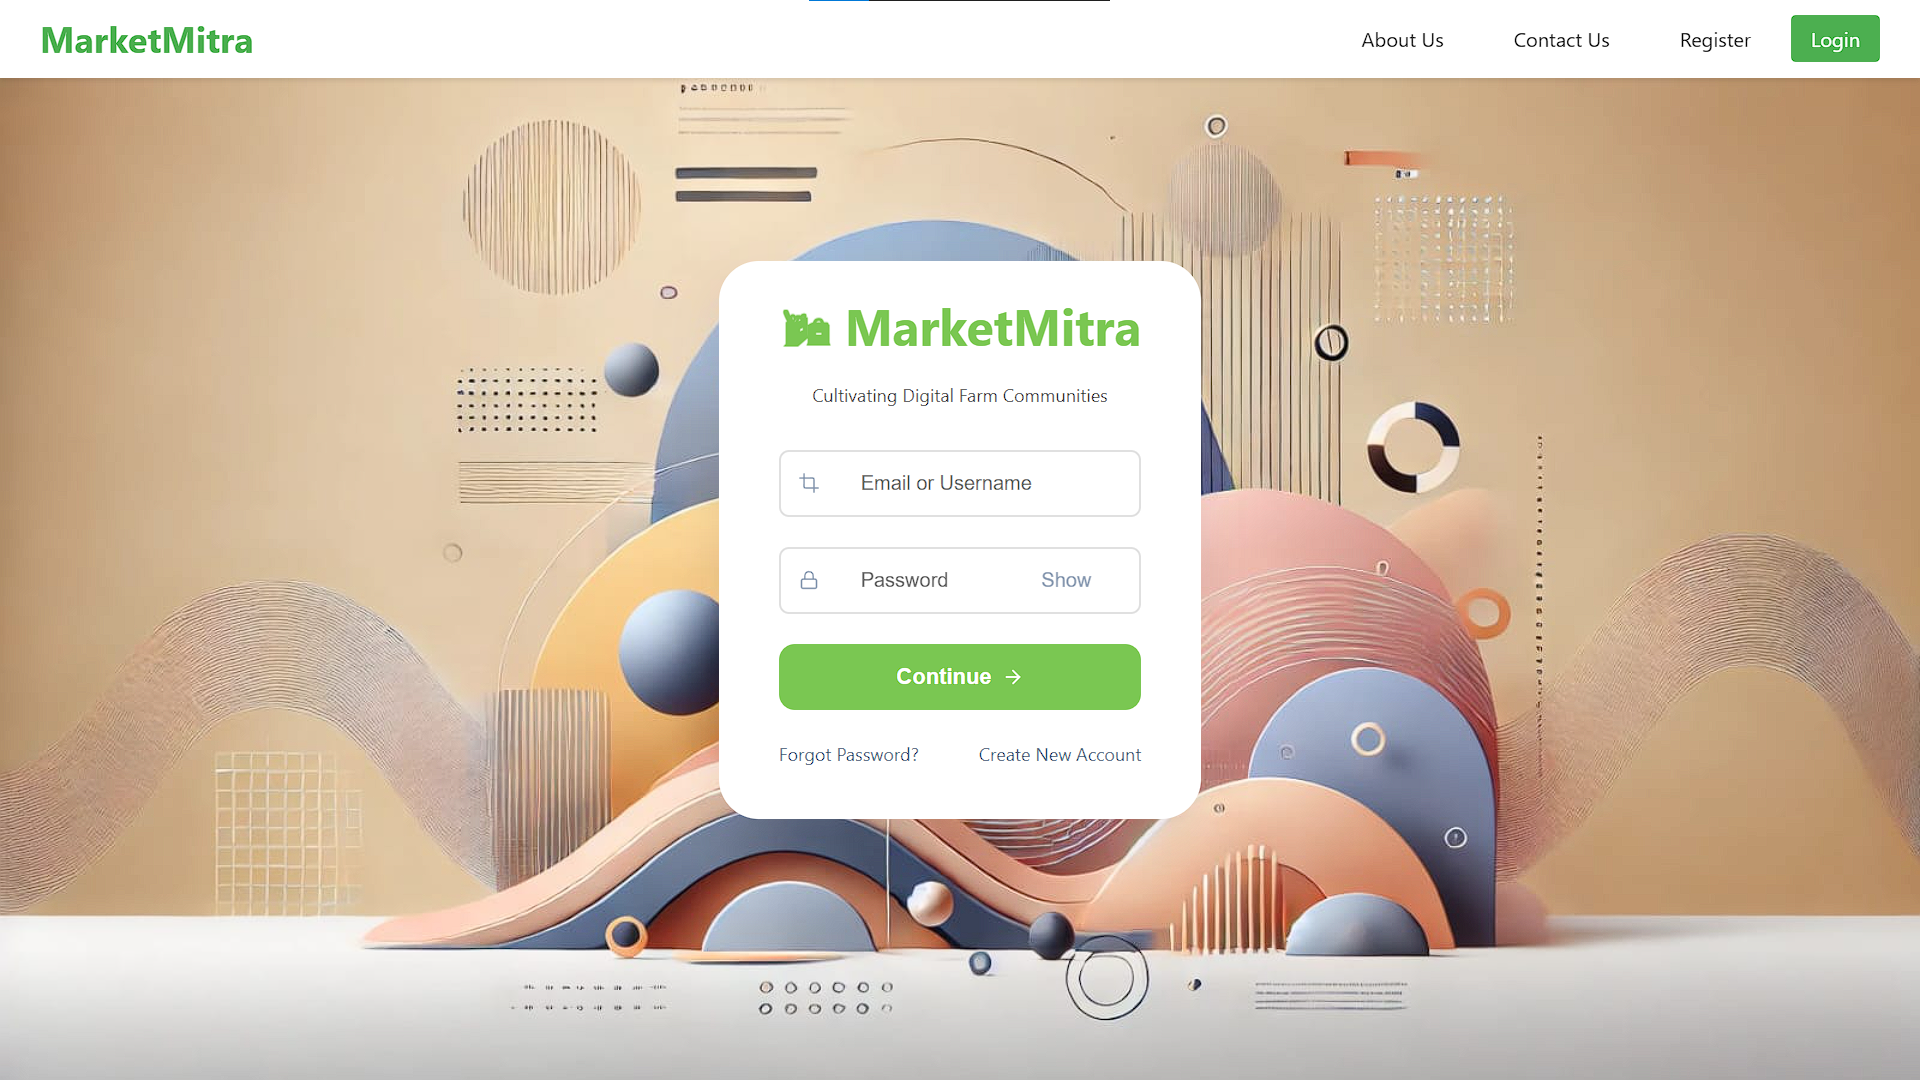 MarketMitra
About Us
Contact Us
Register
Login
MarketMitra
Cultivating Digital Farm Communities
Email or Username
Password
Show
Continue →
Forgot Password?
Create New Account